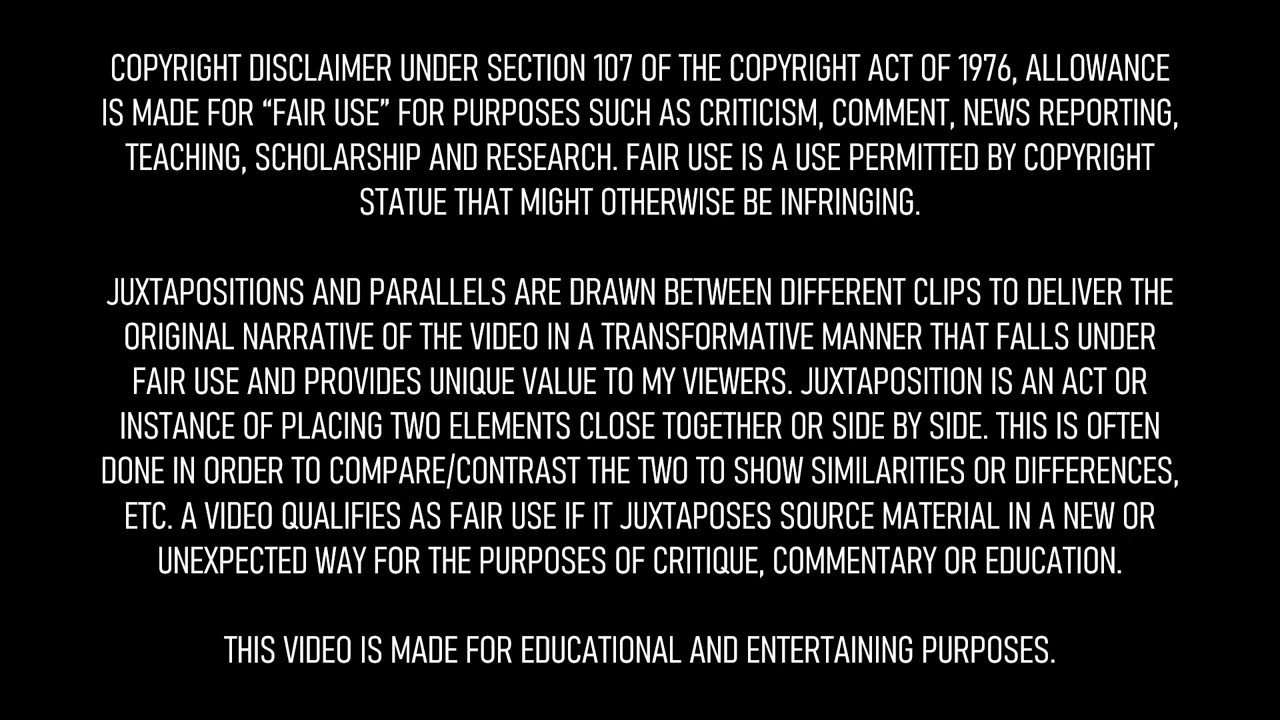 COPYRIGHT DISCLAIMER UNDER SECTION 107 OF THE COPYRIGHT ACT OF 1976, ALLOWANCE
IS MADE FOR “FAIR USE” FOR PURPOSES SUCH AS CRITICISM, COMMENT, NEWS REPORTING,
TEACHING, SCHOLARSHIP AND RESEARCH. FAIR USE IS A USE PERMITTED BY COPYRIGHT
STATUE THAT MIGHT OTHERWISE BE INFRINGING.
JUXTAPOSITIONS AND PARALLELS ARE DRAWN BETWEEN DIFFERENT CLIPS TO DELIVER THE
ORIGINAL NARRATIVE OF THE VIDEO IN A TRANSFORMATIVE MANNER THAT FALLS UNDER
FAIR USE AND PROVIDES UNIQUE VALUE TO MY VIEWERS. JUXTAPOSITION IS AN ACT OR
INSTANCE OF PLACING TWO ELEMENTS CLOSE TOGETHER OR SIDE BY SIDE. THIS IS OFTEN
DONE IN ORDER TO COMPARE/CONTRAST THE TWO TO SHOW SIMILARITIES OR DIFFERENCES,
ETC. A VIDEO QUALIFIES AS FAIR USE IF IT JUXTAPOSES SOURCE MATERIAL IN A NEW OR
UNEXPECTED WAY FOR THE PURPOSES OF CRITIQUE, COMMENTARY OR EDUCATION.
THIS VIDEO IS MADE FOR EDUCATIONAL AND ENTERTAINING PURPOSES.